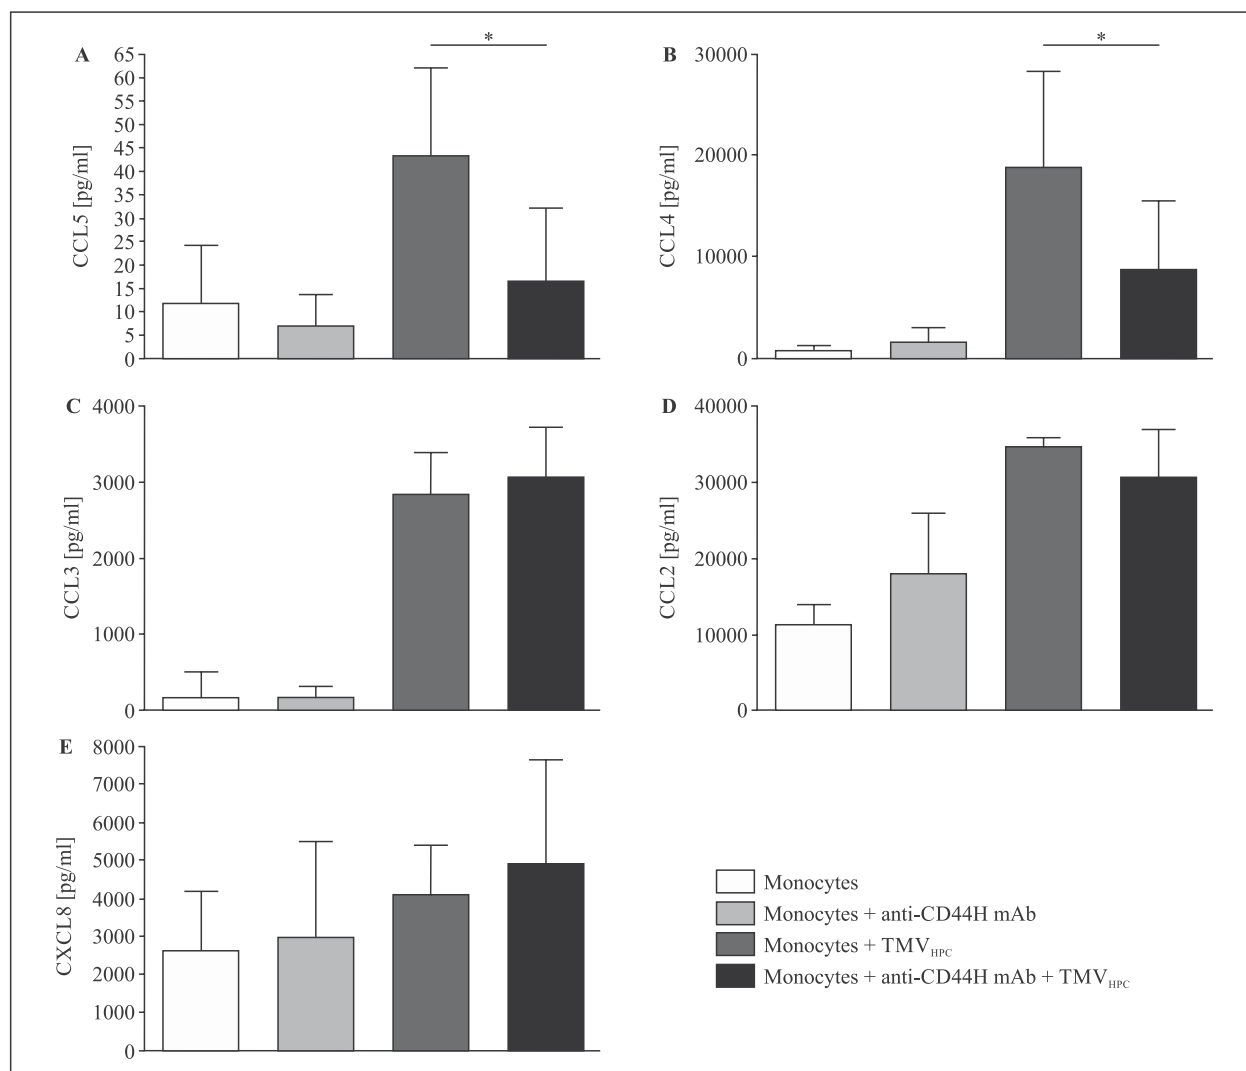 A
*
65
60
55
50
45
40
35
30
25
20
15
10
5
0
CCL5 [pg/ml]
B
*
30000
20000
10000
0
CCL4 [pg/ml]
C
4000
3000
2000
1000
0
CCL3 [pg/ml]
D
40000
30000
20000
10000
0
CCL2 [pg/ml]
E
8000
7000
6000
5000
4000
3000
2000
1000
0
CXCL8 [pg/ml]
Monocytes
Monocytes + anti-CD44H mAb
Monocytes + TMV_HPC
Monocytes + anti-CD44H mAb + TMV_HPC